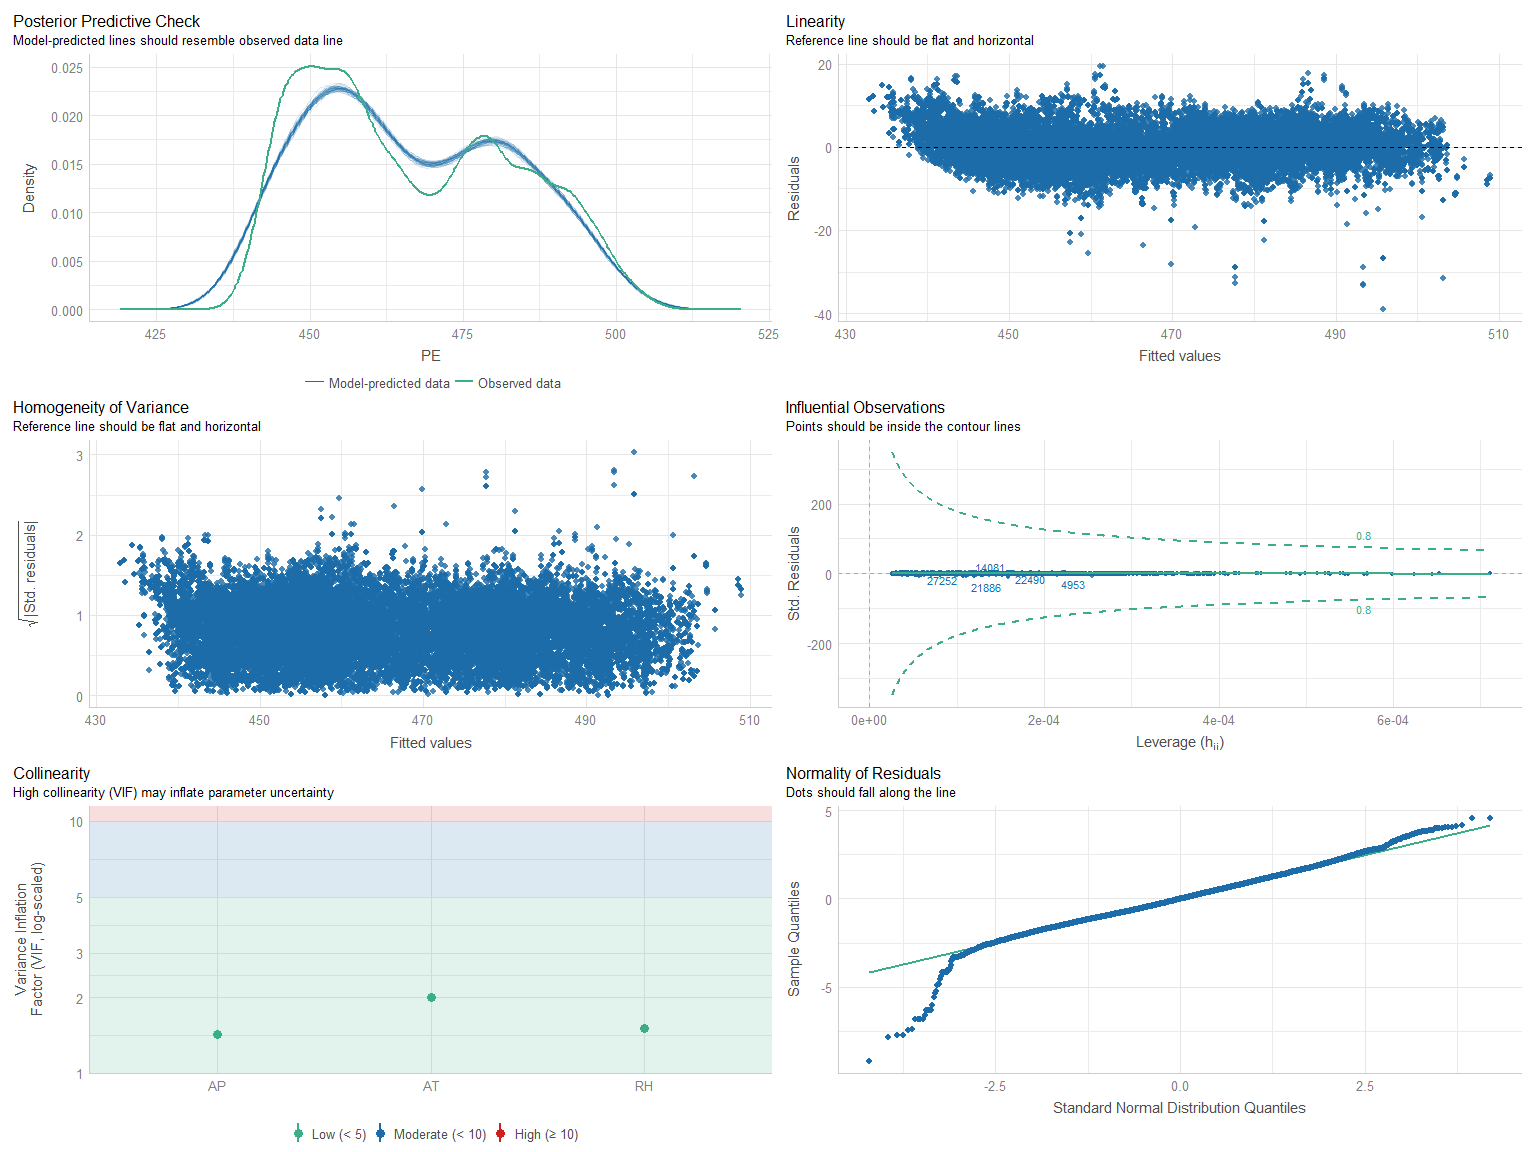 Posterior Predictive Check
Model-predicted lines should resemble observed data line
0.025
0.020
0.015
0.010
0.005
0.000
Density
425
450
475
500
525
PE
Model-predicted data
Observed data
Linearity
Reference line should be flat and horizontal
20
0
-20
-40
Residuals
430
450
470
490
510
Fitted values
Homogeneity of Variance
Reference line should be flat and horizontal
3
2
1
0
√|Std. residuals|
430
450
470
490
510
Fitted values
Influential Observations
Points should be inside the contour lines
200
0
-200
Std. Residuals
0.8
14081
27252
22490
21886
4953
0.8
0e+00
2e-04
4e-04
6e-04
Leverage (hii)
Collinearity
High collinearity (VIF) may inflate parameter uncertainty
10
5
3
2
1
Variance Inflation
Factor (VIF, log-scaled)
AP
AT
RH
Low (< 5)
Moderate (< 10)
High (≥ 10)
Normality of Residuals
Dots should fall along the line
5
0
-5
Sample Quantiles
-2.5
0.0
2.5
Standard Normal Distribution Quantiles